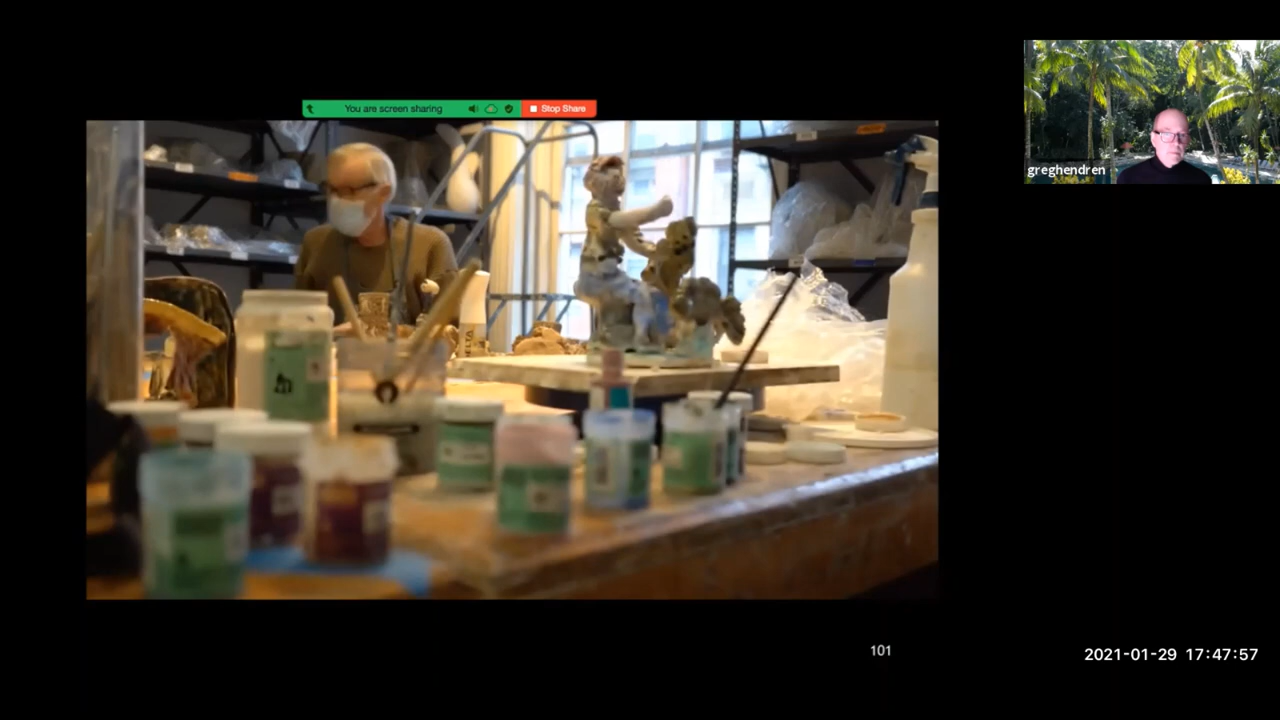 You are screen sharing
Stop Share
greghendren
101
2021-01-29 17:47:57